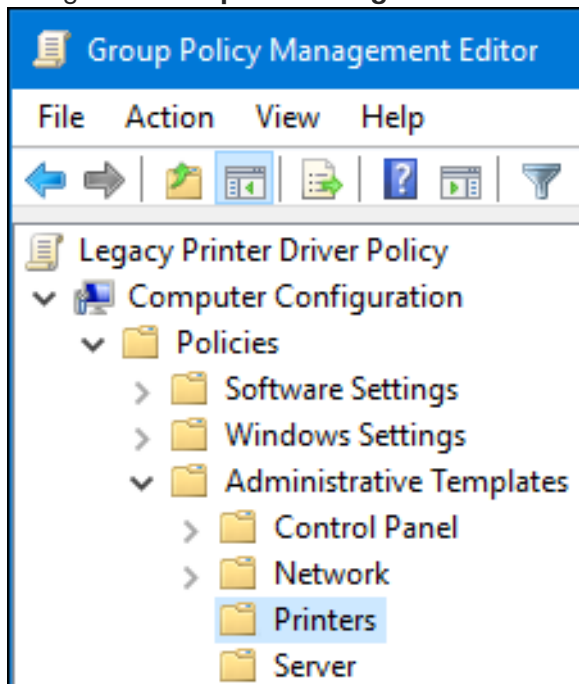 Group Policy Management Editor
File Action View Help
Legacy Printer Driver Policy
Computer Configuration
Policies
Software Settings
Windows Settings
Administrative Templates
Control Panel
Network
Printers
Server